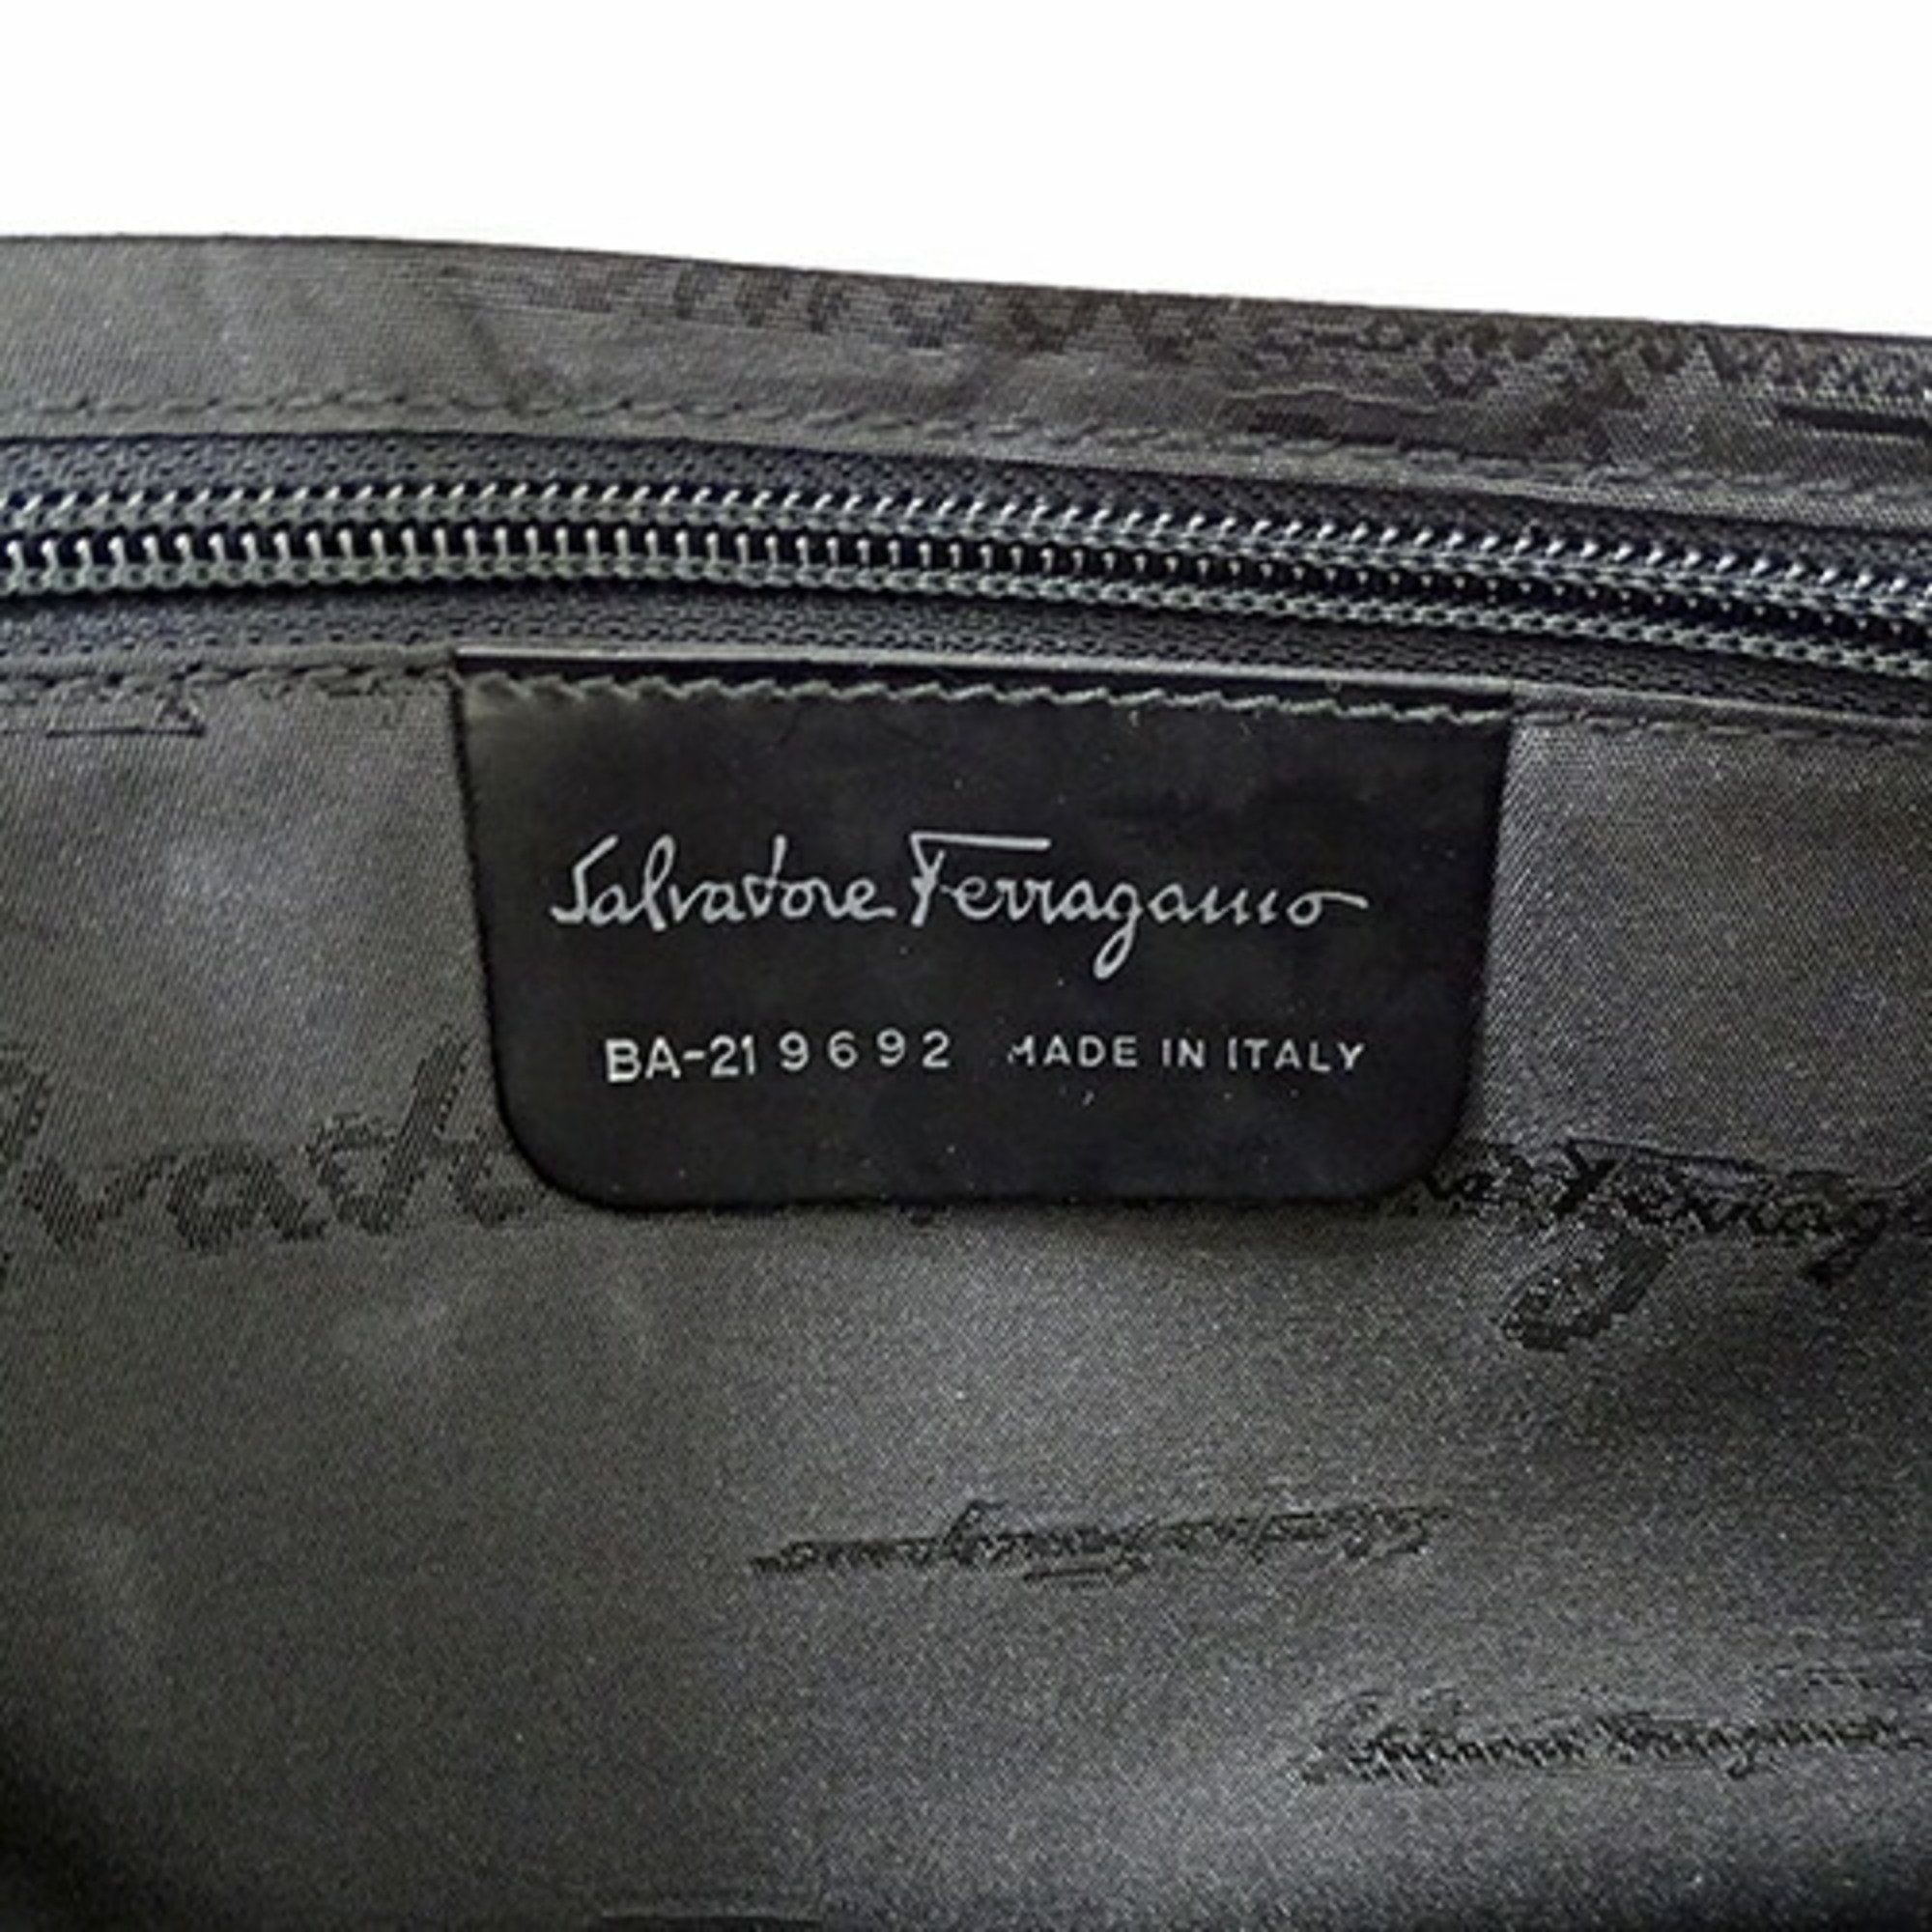 Salvatore Ferragamo
BA-21 9692 MADE IN ITALY